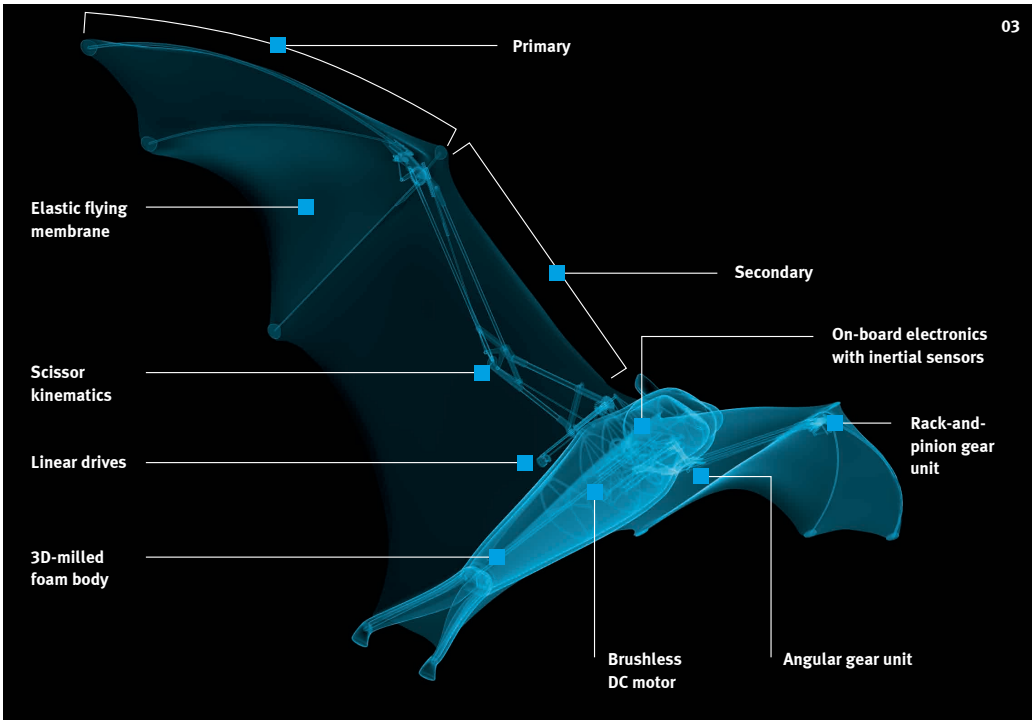 03
Primary
Elastic flying
membrane
Secondary
On-board electronics
with inertial sensors
Scissor
kinematics
Rack-and-
pinion gear
unit
Linear drives
3D-milled
foam body
Brushless
DC motor
Angular gear unit